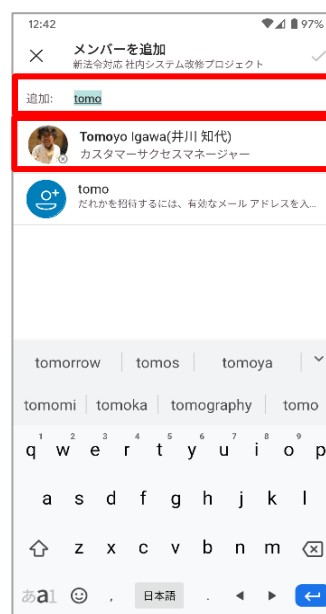 12:42 97%
メンバーを追加
新法令対応 社内システム改修プロジェクト
追加: tomo
Tomoyo Igawa(井川 知代)
カスタマーサクセスマネージャー
tomo
だれかを招待するには、有効なメール アドレスを入...
tomorrow tomos tomoya
tomomi tomoka tomography tomo
1 2 3 4 5 6 7 8 9 0
q w e r t y u i o p
a s d f g h j k l
z x c v b n m
あa1 , 日本語 .